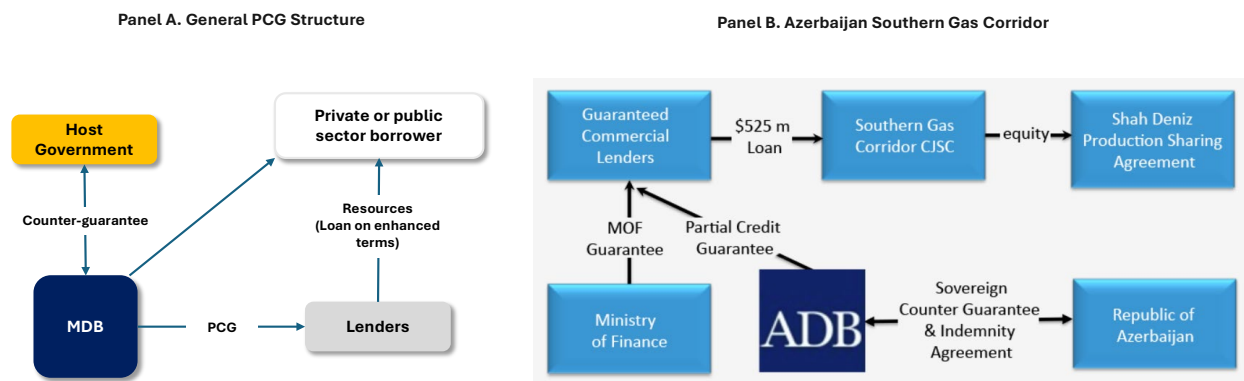 Panel A. General PCG Structure
Host
Government
Private or public
sector borrower
Counter-guarantee
Resources
(Loan on enhanced
terms)
MDB
PCG
Lenders
Panel B. Azerbaijan Southern Gas Corridor
Guaranteed
Commercial
Lenders
$525 m
Loan
Southern Gas
Corridor CJSC
equity
Shah Deniz
Production Sharing
Agreement
MOF
Guarantee
Partial Credit
Guarantee
Ministry
of Finance
ADB
Sovereign
Counter Guarantee
& Indemnity
Agreement
Republic of
Azerbaijan